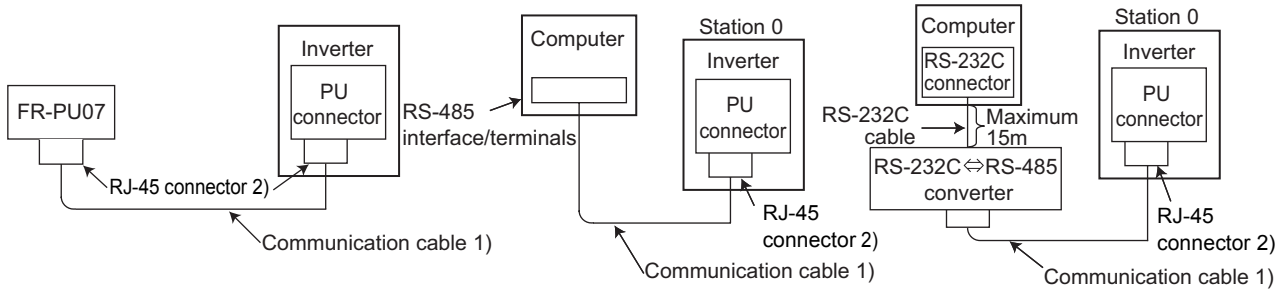 FR-PU07
Inverter
PU
connector
RJ-45 connector 2)
Communication cable 1)
Computer
RS-485
interface/terminals
Station 0
Inverter
PU
connector
RJ-45
connector 2)
Communication cable 1)
Computer
RS-232C
connector
RS-232C
cable
Maximum
15m
RS-232C⇔RS-485
converter
Station 0
Inverter
PU
connector
RJ-45
connector 2)
Communication cable 1)